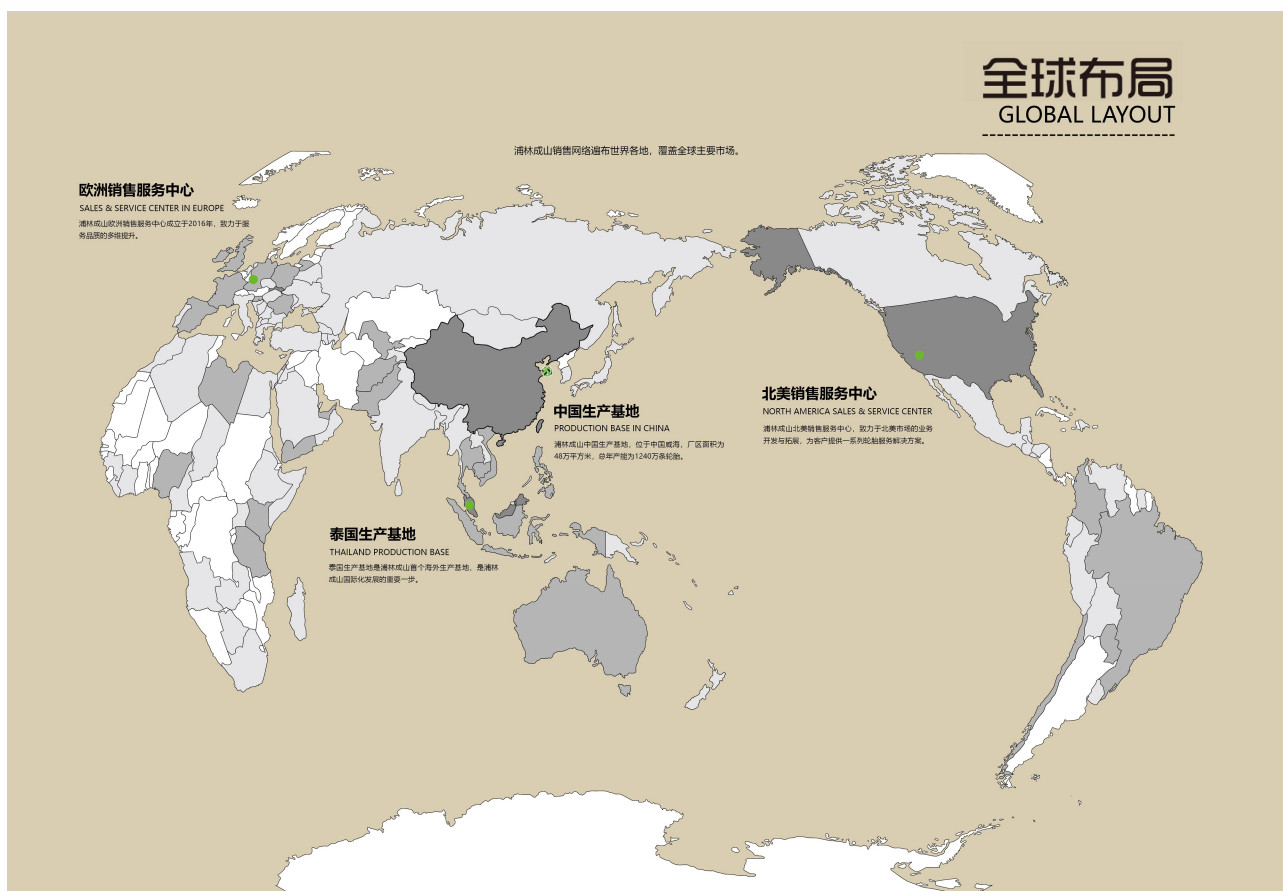 全球布局
GLOBAL LAYOUT
浦林成山销售网络遍布世界各地，覆盖全球主要市场。
欧洲销售服务中心
SALES & SERVICE CENTER IN EUROPE
浦林成山欧洲销售服务中心成立于2016年，致力于服
务品质的多维提升。
北美销售服务中心
NORTH AMERICA SALES & SERVICE CENTER
浦林成山北美销售服务中心，致力于北美市场的业务
开发与拓展，为客户提供一系列轮胎服务解决方案。
中国生产基地
PRODUCTION BASE IN CHINA
浦林成山中国生产基地，位于中国威海，厂区面积为
48万平方米，总年产能为1240万条轮胎。
泰国生产基地
THAILAND PRODUCTION BASE
泰国生产基地是浦林成山首个海外生产基地，是浦林
成山国际化发展的重要一步。